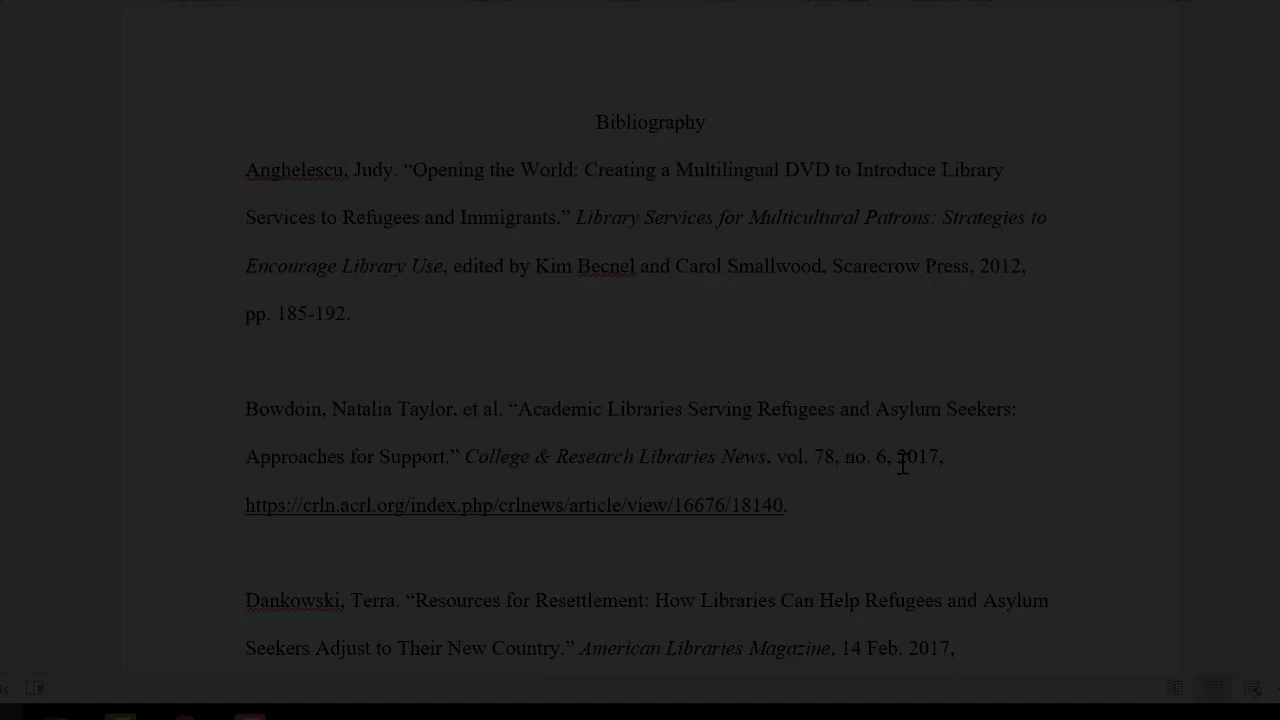 Bibliography
Anghelescu, Judy. “Opening the World: Creating a Multilingual DVD to Introduce Library
Services to Refugees and Immigrants.” Library Services for Multicultural Patrons: Strategies to
Encourage Library Use, edited by Kim Becnel and Carol Smallwood, Scarecrow Press, 2012,
pp. 185-192.
Bowdoin, Natalia Taylor, et al. “Academic Libraries Serving Refugees and Asylum Seekers:
Approaches for Support.” College & Research Libraries News, vol. 78, no. 6, 2017,
https://crln.acrl.org/index.php/crlnews/article/view/16676/18140.
Dankowski, Terra. “Resources for Resettlement: How Libraries Can Help Refugees and Asylum
Seekers Adjust to Their New Country.” American Libraries Magazine, 14 Feb. 2017,